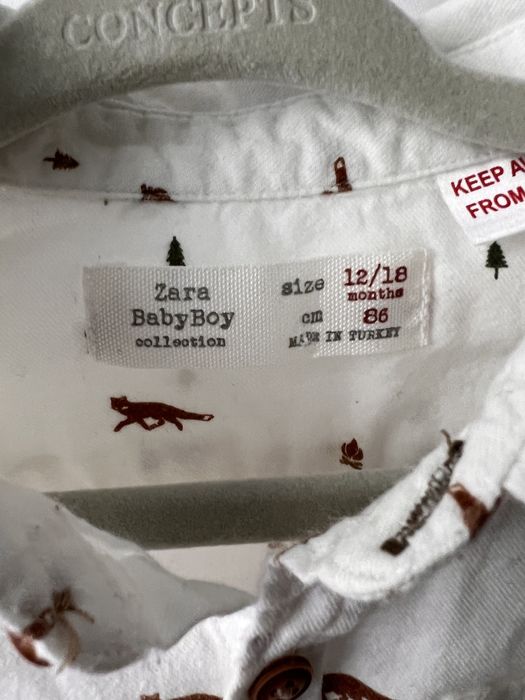 CONCEPTS
KEEP
FROM
Zara
BabyBoy
collection
size 12/18
months
cm 86
MADE IN TURKEY